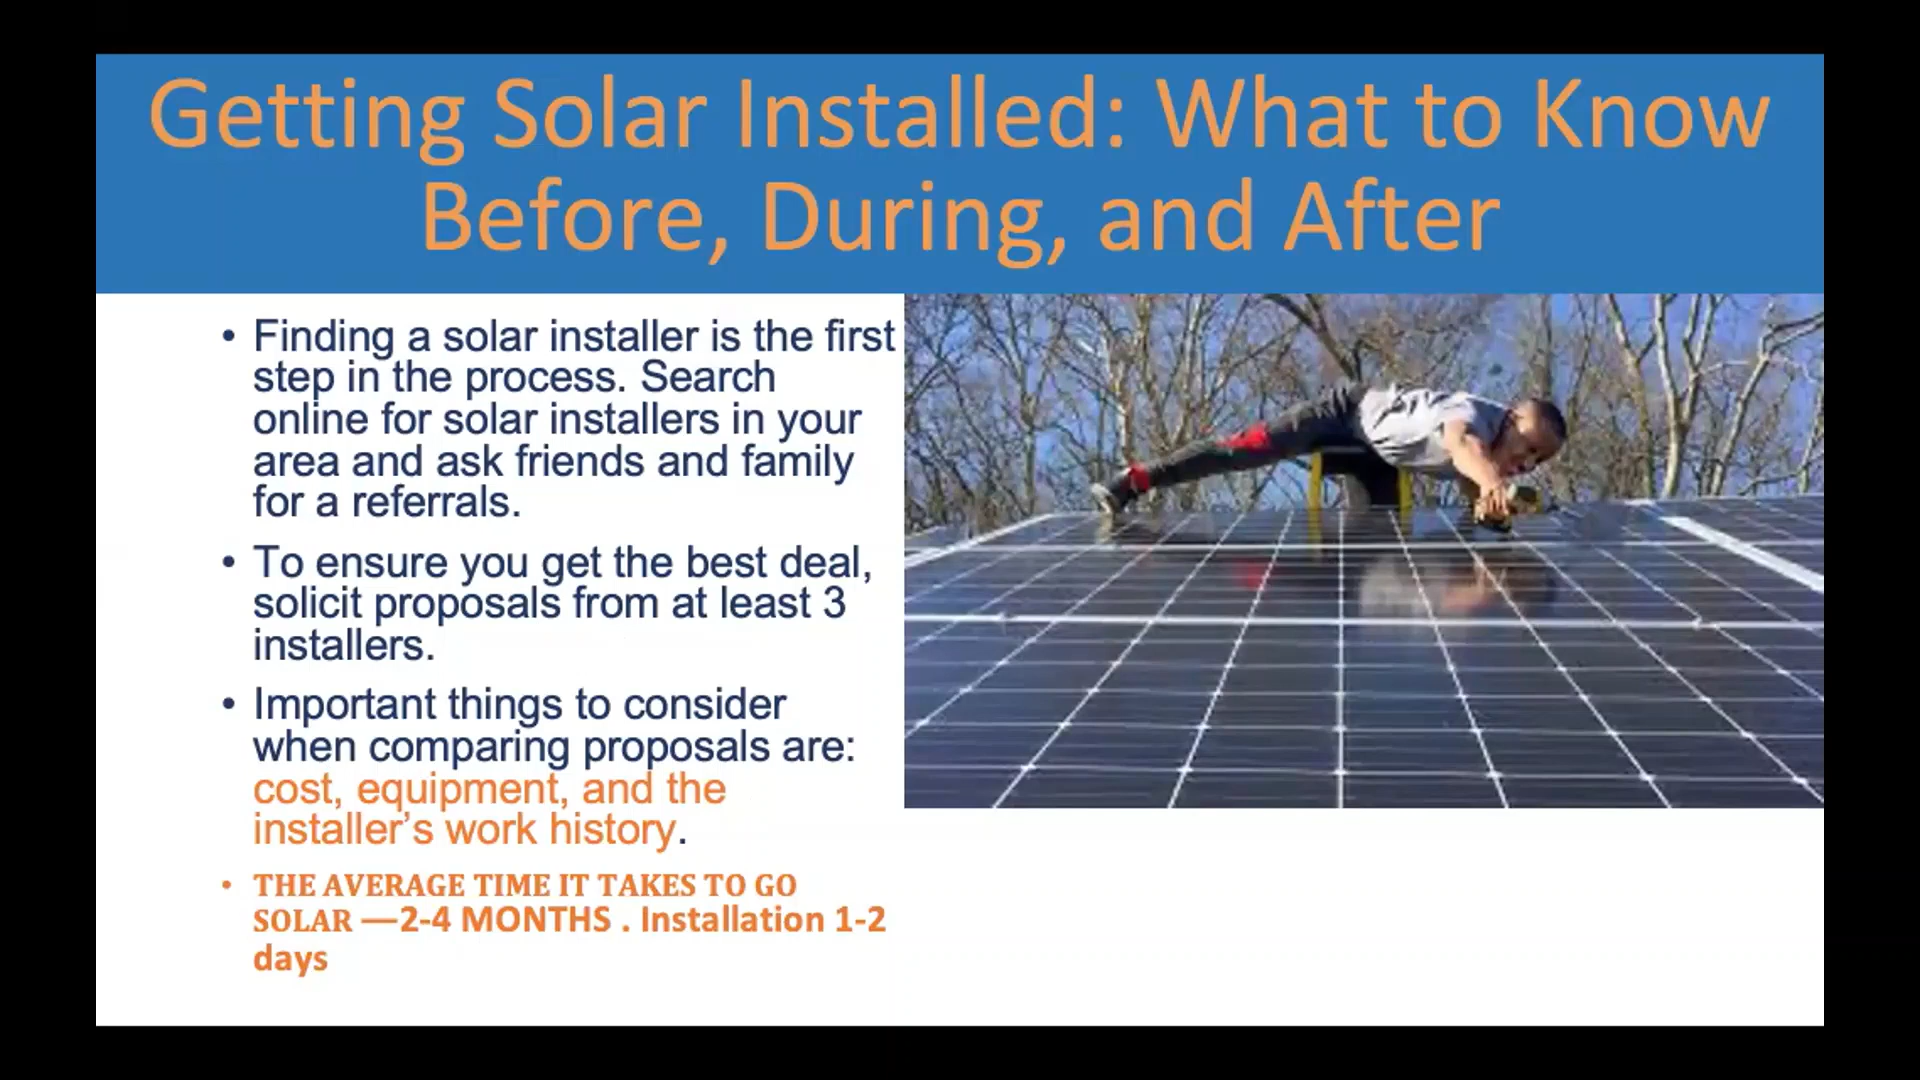 Getting Solar Installed: What to Know
Before, During, and After
• Finding a solar installer is the first
step in the process. Search
online for solar installers in your
area and ask friends and family
for a referrals.
• To ensure you get the best deal,
solicit proposals from at least 3
installers.
• Important things to consider
when comparing proposals are:
cost, equipment, and the
installer’s work history.
• THE AVERAGE TIME IT TAKES TO GO
SOLAR —2-4 MONTHS . Installation 1-2
days